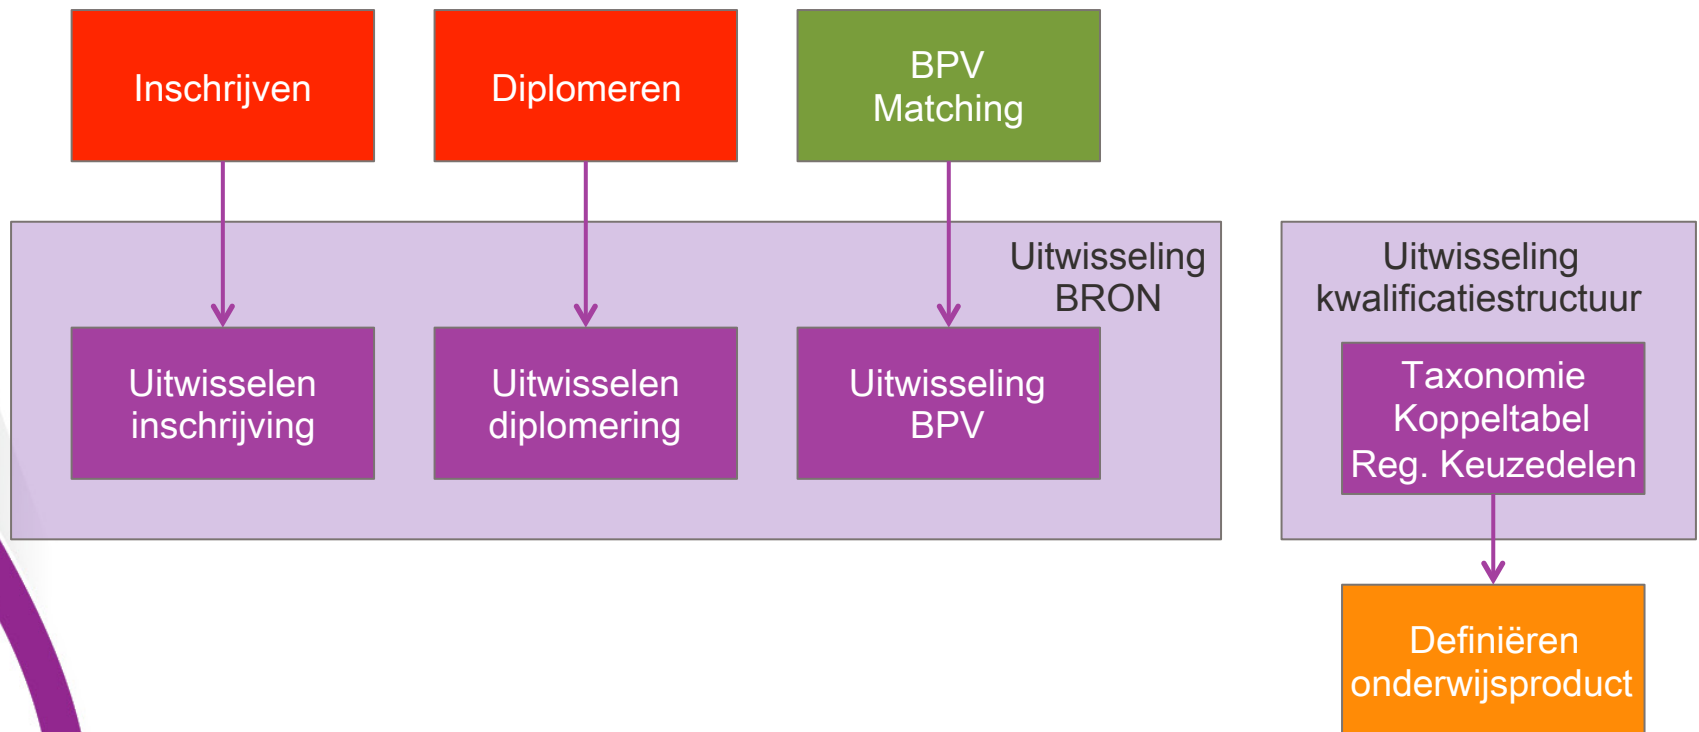 Inschrijven
Diplomeren
BPV
Matching
Uitwisseling
BRON
Uitwisselen
inschrijving
Uitwisselen
diplomering
Uitwisseling
BPV
Uitwisseling
kwalificatiestructuur
Taxonomie
Koppeltabel
Reg. Keuzedelen
Definiëren
onderwijsproduct